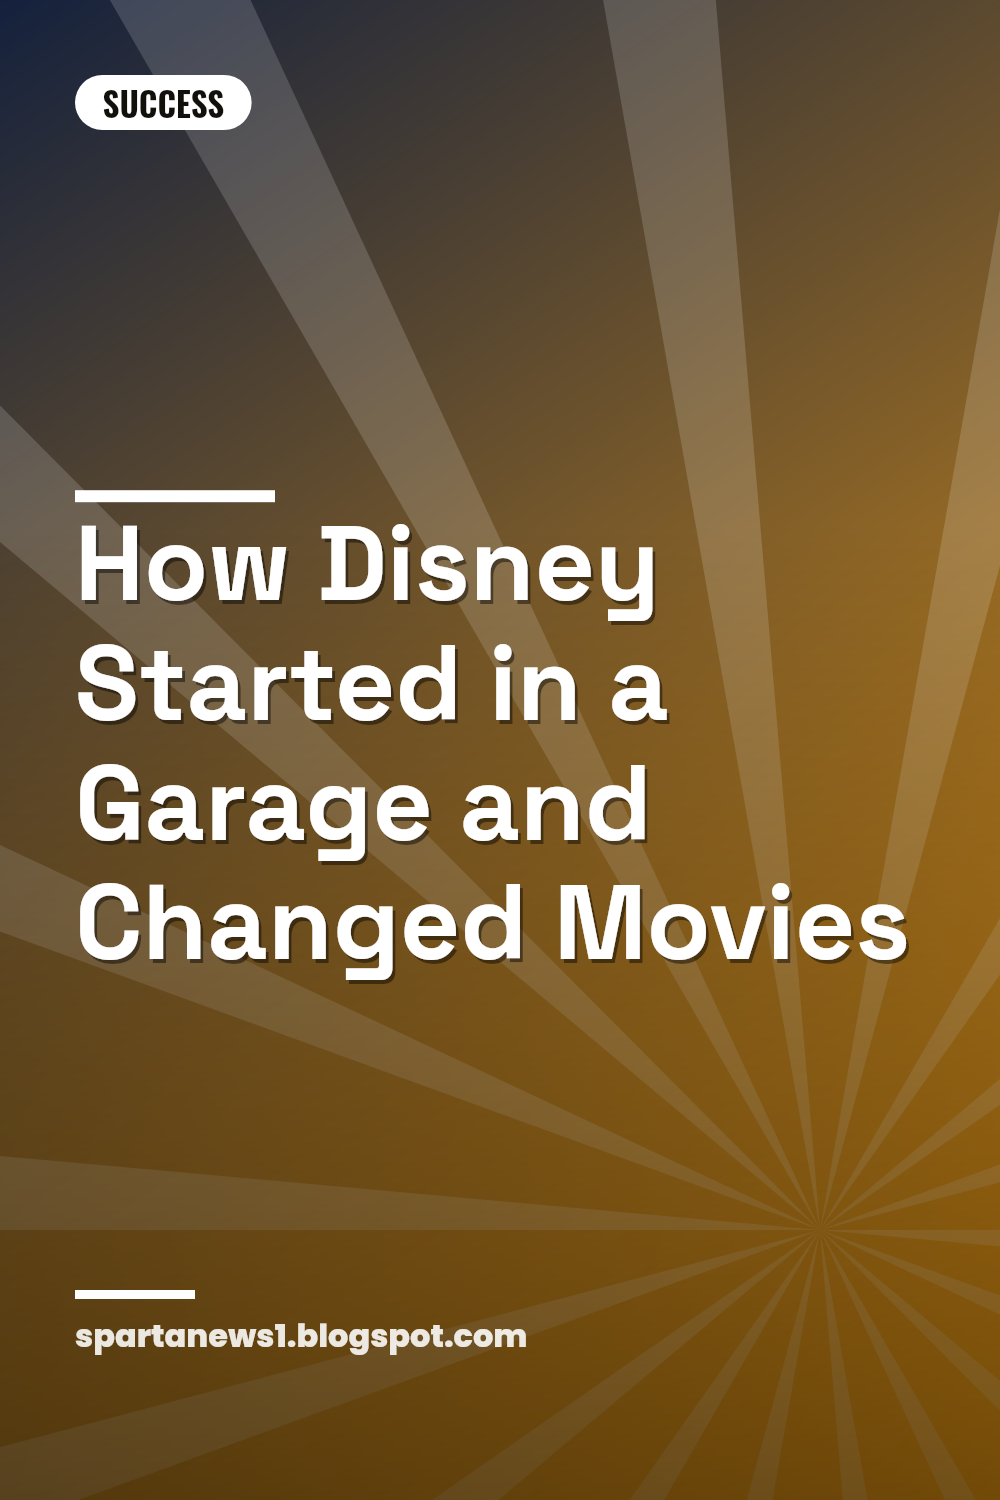 SUCCESS
How Disney
Started in a
Garage and
Changed Movies
spartanews1.blogspot.com